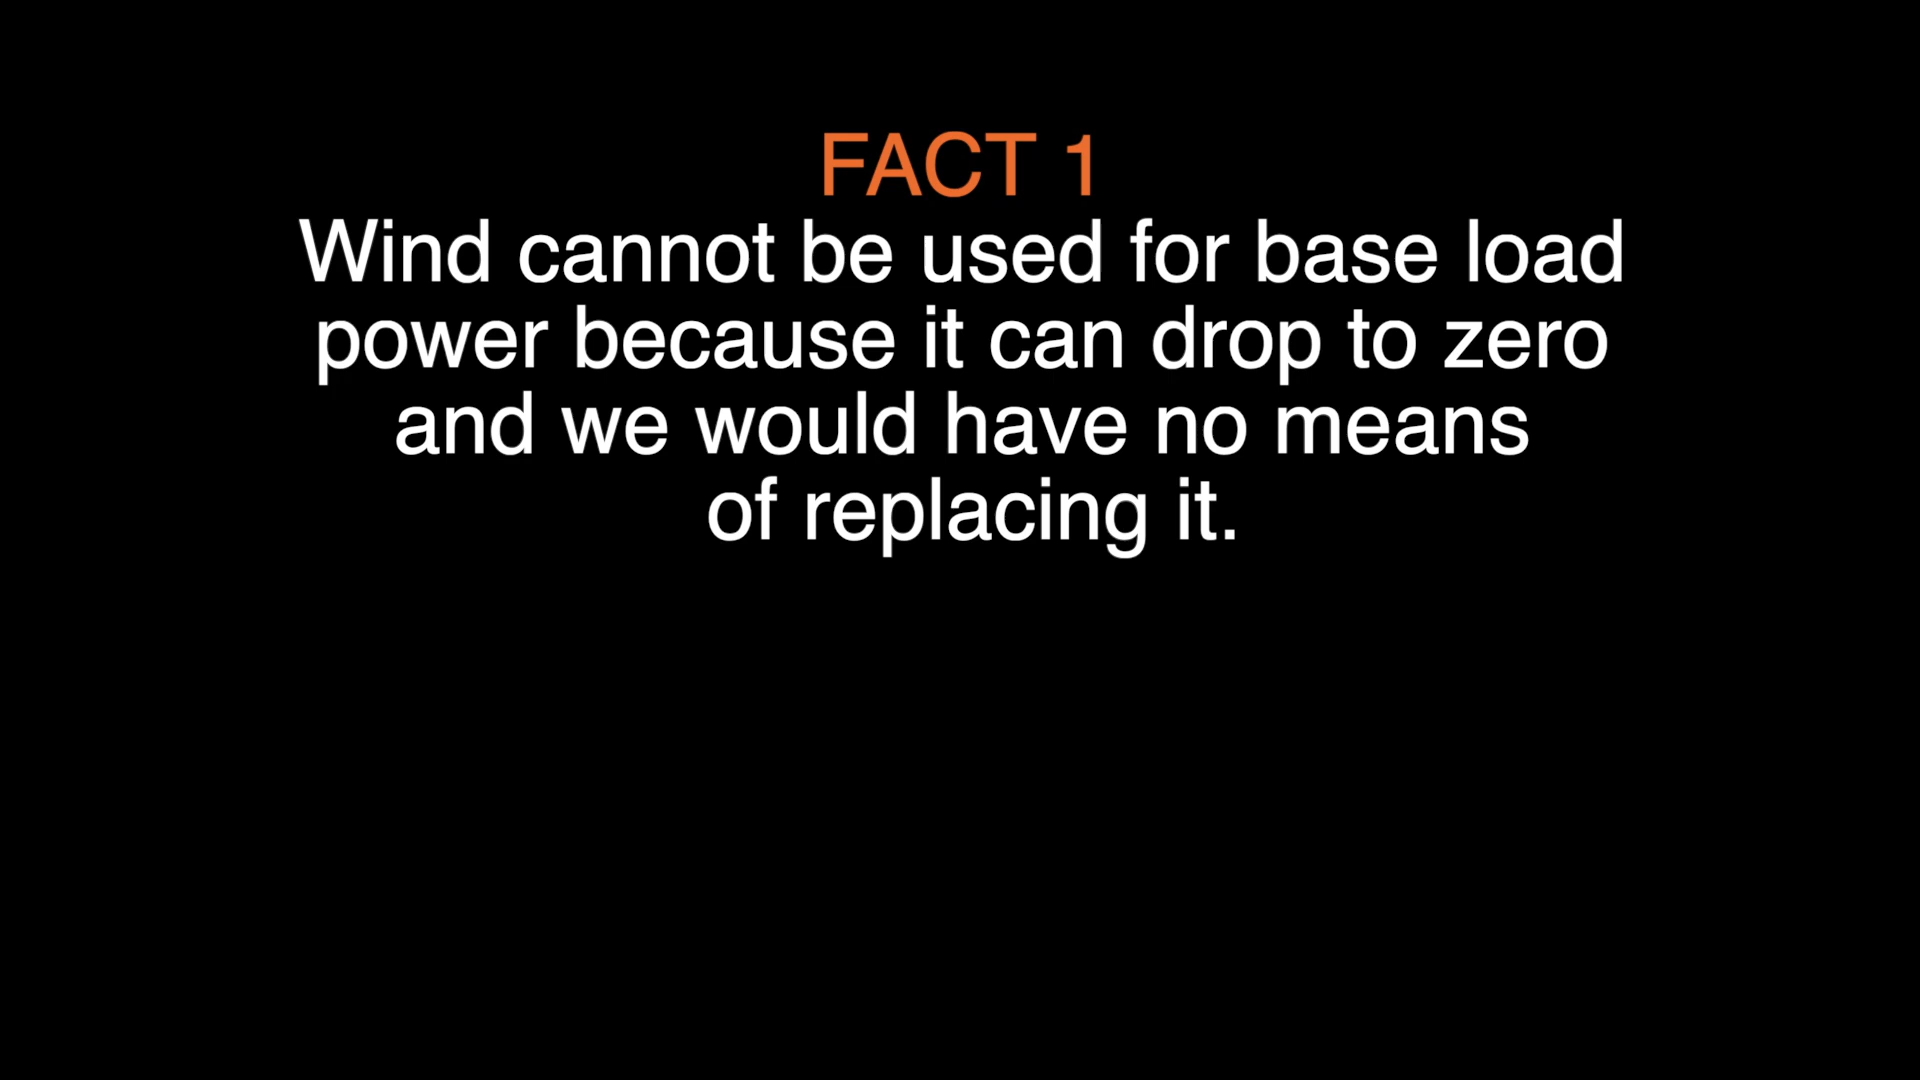 FACT 1
Wind cannot be used for base load
power because it can drop to zero
and we would have no means
of replacing it.